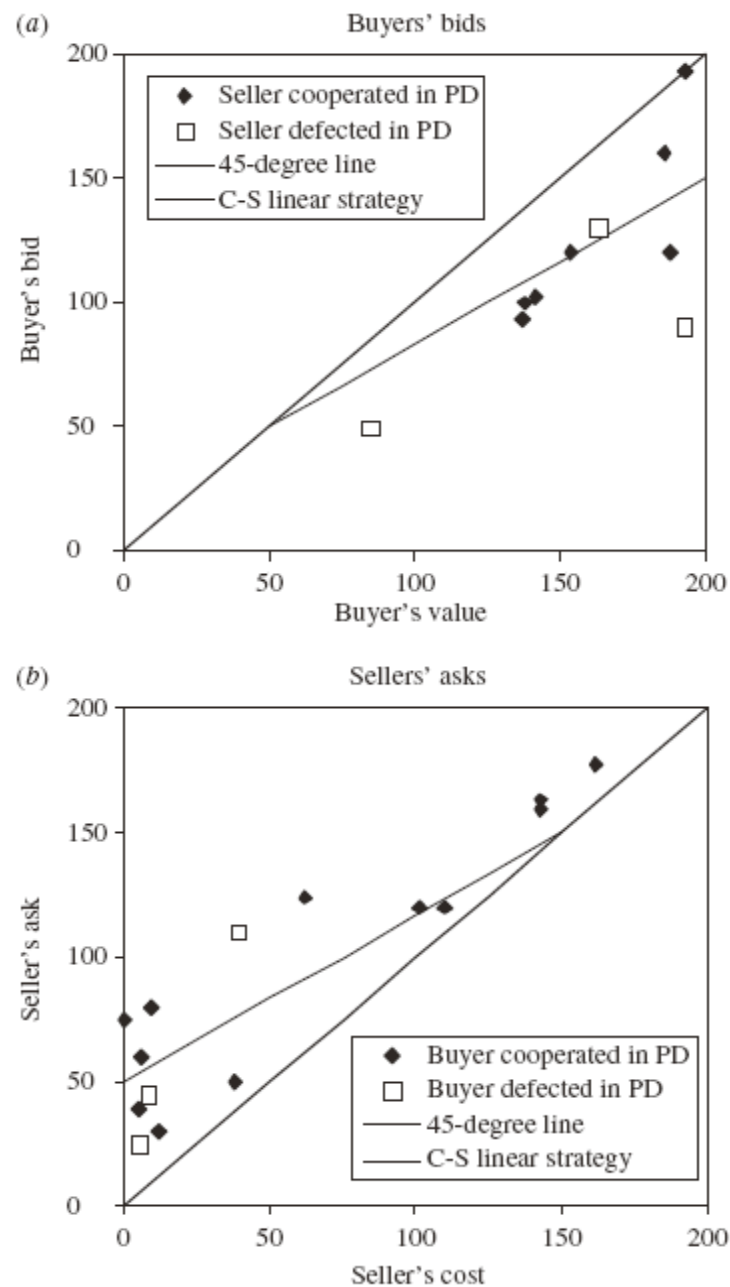 (a) Buyers' bids
200
Seller cooperated in PD
Seller defected in PD
45-degree line
C-S linear strategy
150
100
50
0
Buyer's bid
0 50 100 150 200
Buyer's value
(b) Sellers' asks
200
150
100
50
0
Seller's ask
Buyer cooperated in PD
Buyer defected in PD
45-degree line
C-S linear strategy
0 50 100 150 200
Seller's cost